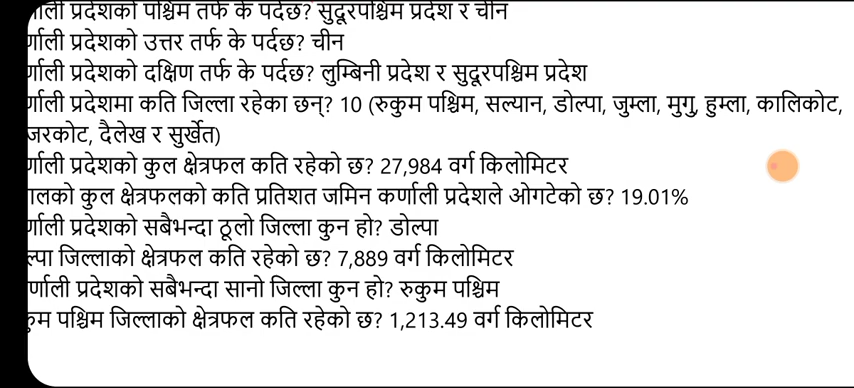 र्णाली प्रदेशको पश्चिम तर्फ के पर्दछ? सुदूरपश्चिम प्रदेश र चीन
र्णाली प्रदेशको उत्तर तर्फ के पर्दछ? चीन
र्णाली प्रदेशको दक्षिण तर्फ के पर्दछ? लुम्बिनी प्रदेश र सुदूरपश्चिम प्रदेश
र्णाली प्रदेशमा कति जिल्ला रहेका छन्? 10 (रुकुम पश्चिम, सल्यान, डोल्पा, जुम्ला, मुगु, हुम्ला, कालिकोट,
जरकोट, दैलेख र सुर्खेत)
र्णाली प्रदेशको कुल क्षेत्रफल कति रहेको छ? 27,984 वर्ग किलोमिटर
ालको कुल क्षेत्रफलको कति प्रतिशत जमिन कर्णाली प्रदेशले ओगटेको छ? 19.01%
र्णाली प्रदेशको सबैभन्दा ठूलो जिल्ला कुन हो? डोल्पा
ल्पा जिल्लाको क्षेत्रफल कति रहेको छ? 7,889 वर्ग किलोमिटर
र्णाली प्रदेशको सबैभन्दा सानो जिल्ला कुन हो? रुकुम पश्चिम
कुम पश्चिम जिल्लाको क्षेत्रफल कति रहेको छ? 1,213.49 वर्ग किलोमिटर